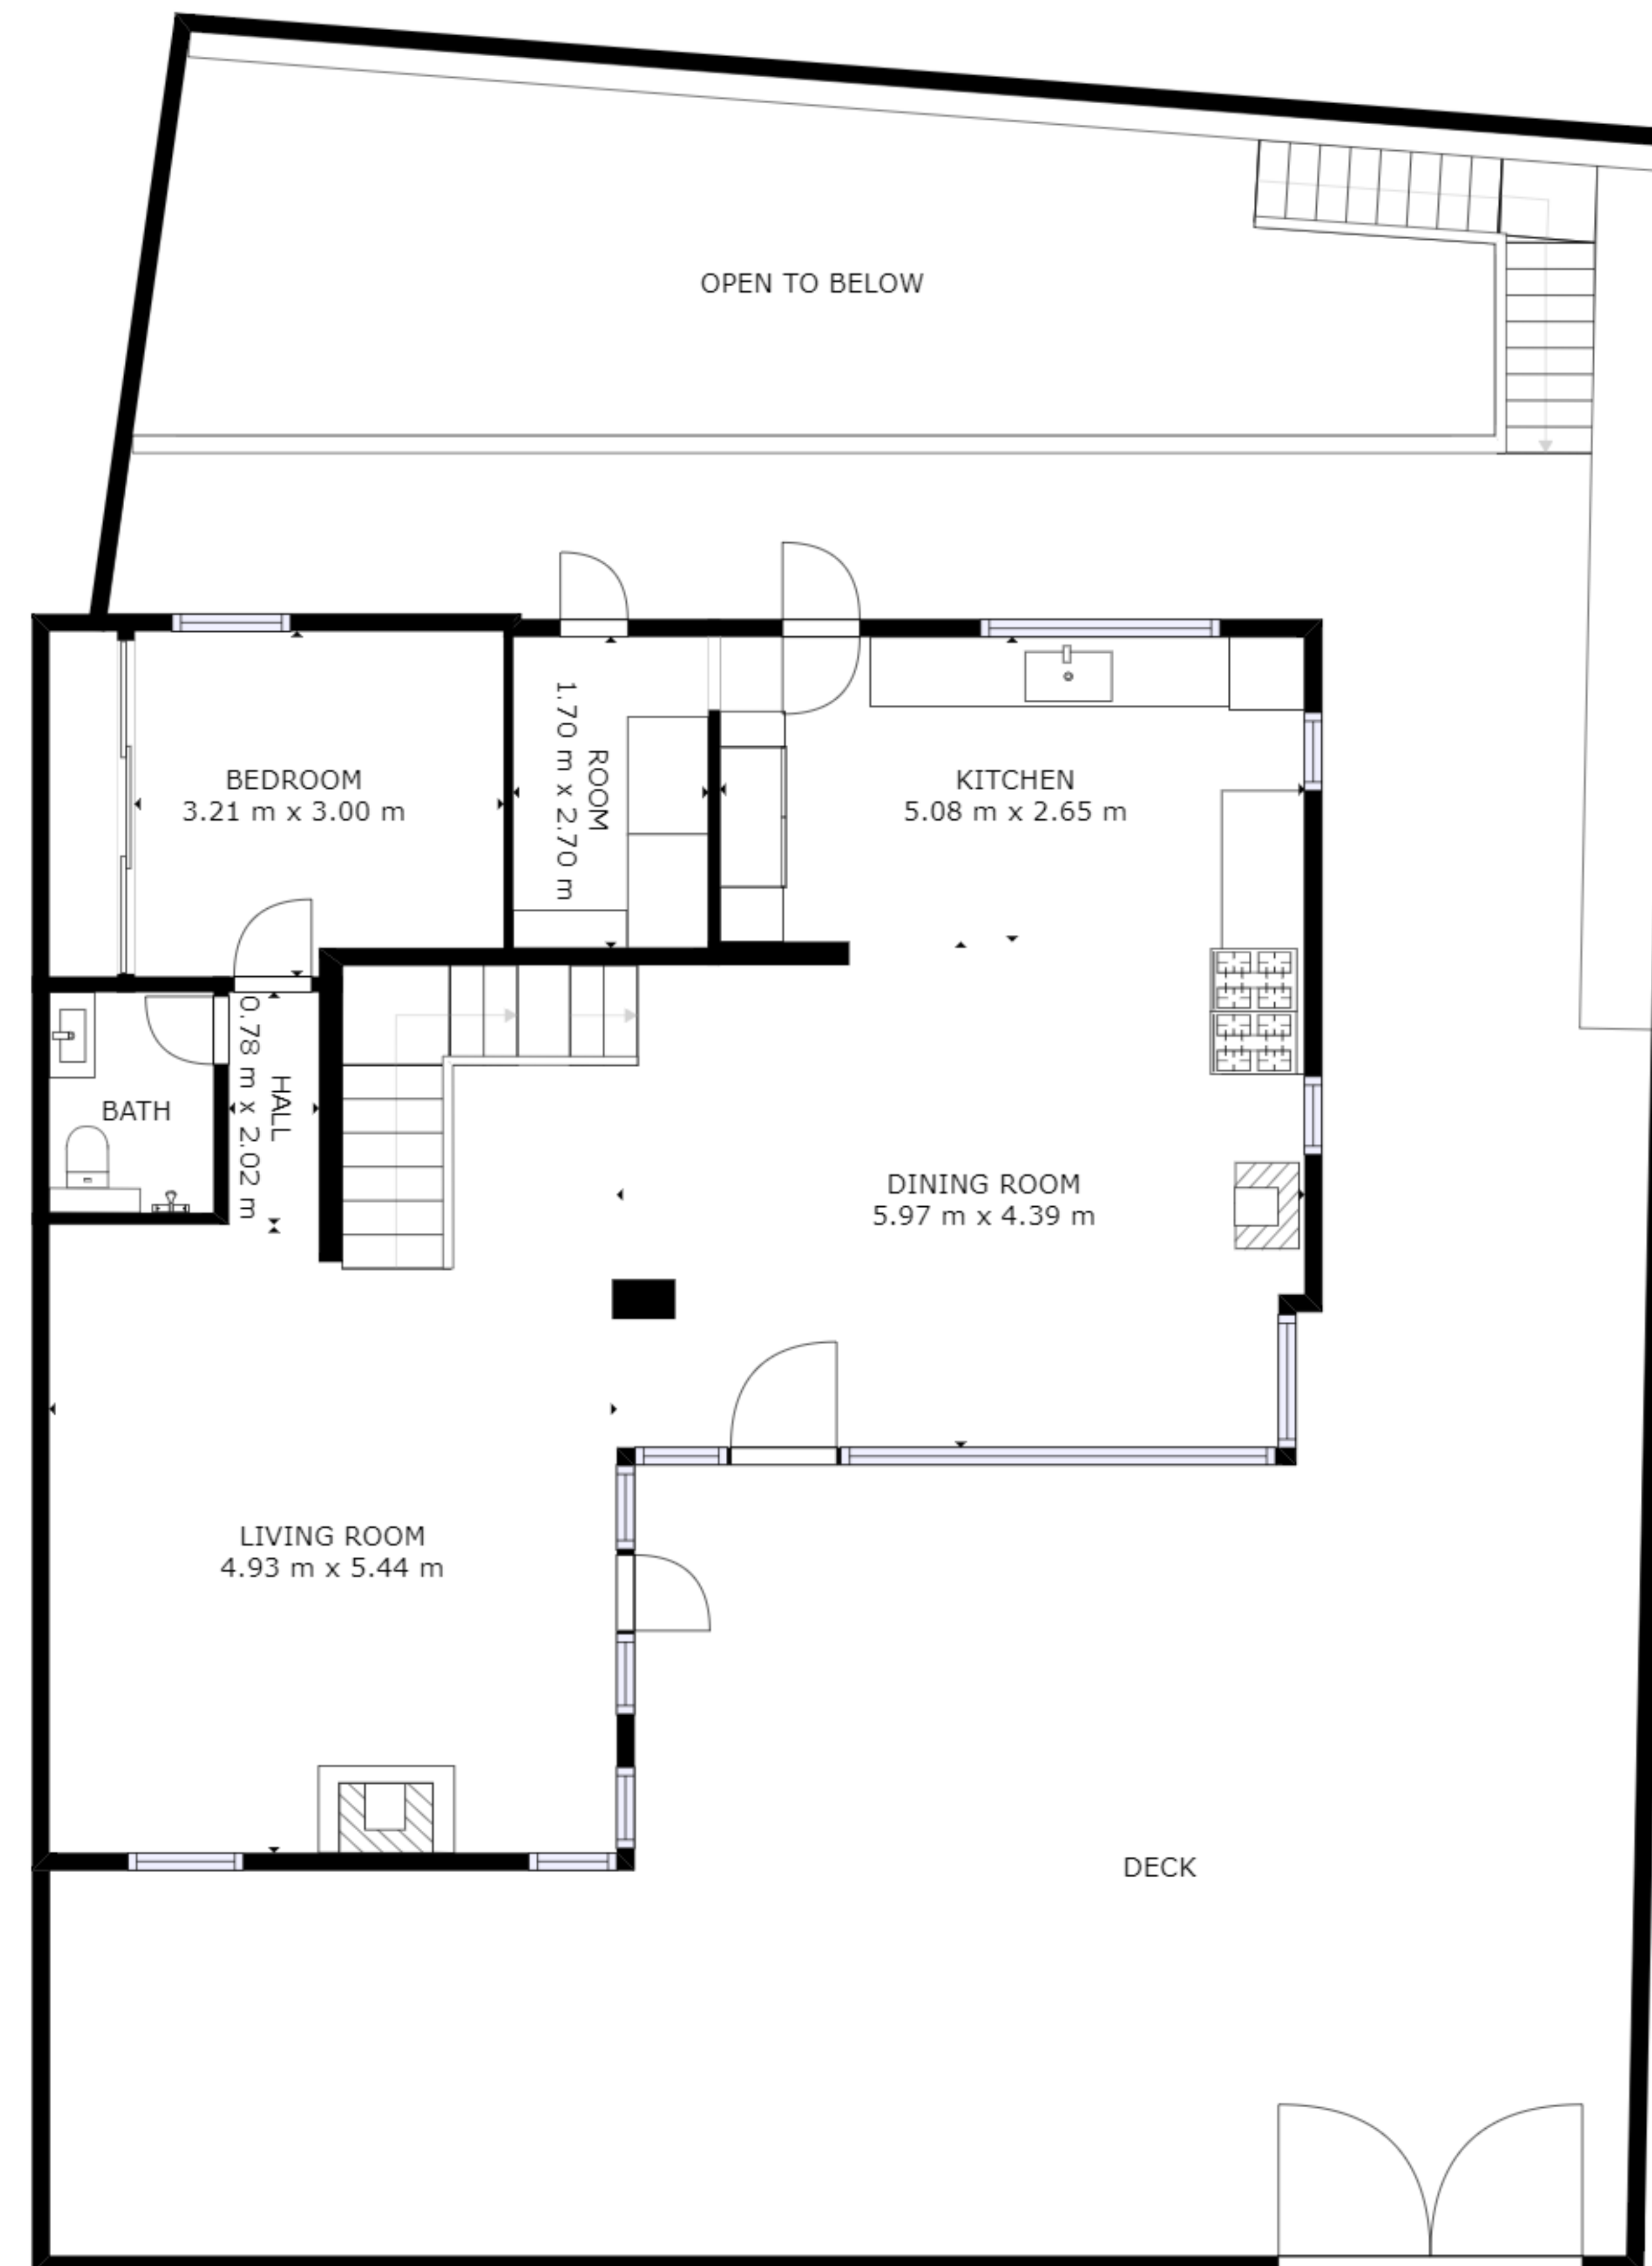 OPEN TO BELOW
BEDROOM
3.21 m x 3.00 m
ROOM
1.70 m x 2.70 m
KITCHEN
5.08 m x 2.65 m
BATH
HALL
0.78 m x 2.02 m
DINING ROOM
5.97 m x 4.39 m
LIVING ROOM
4.93 m x 5.44 m
DECK